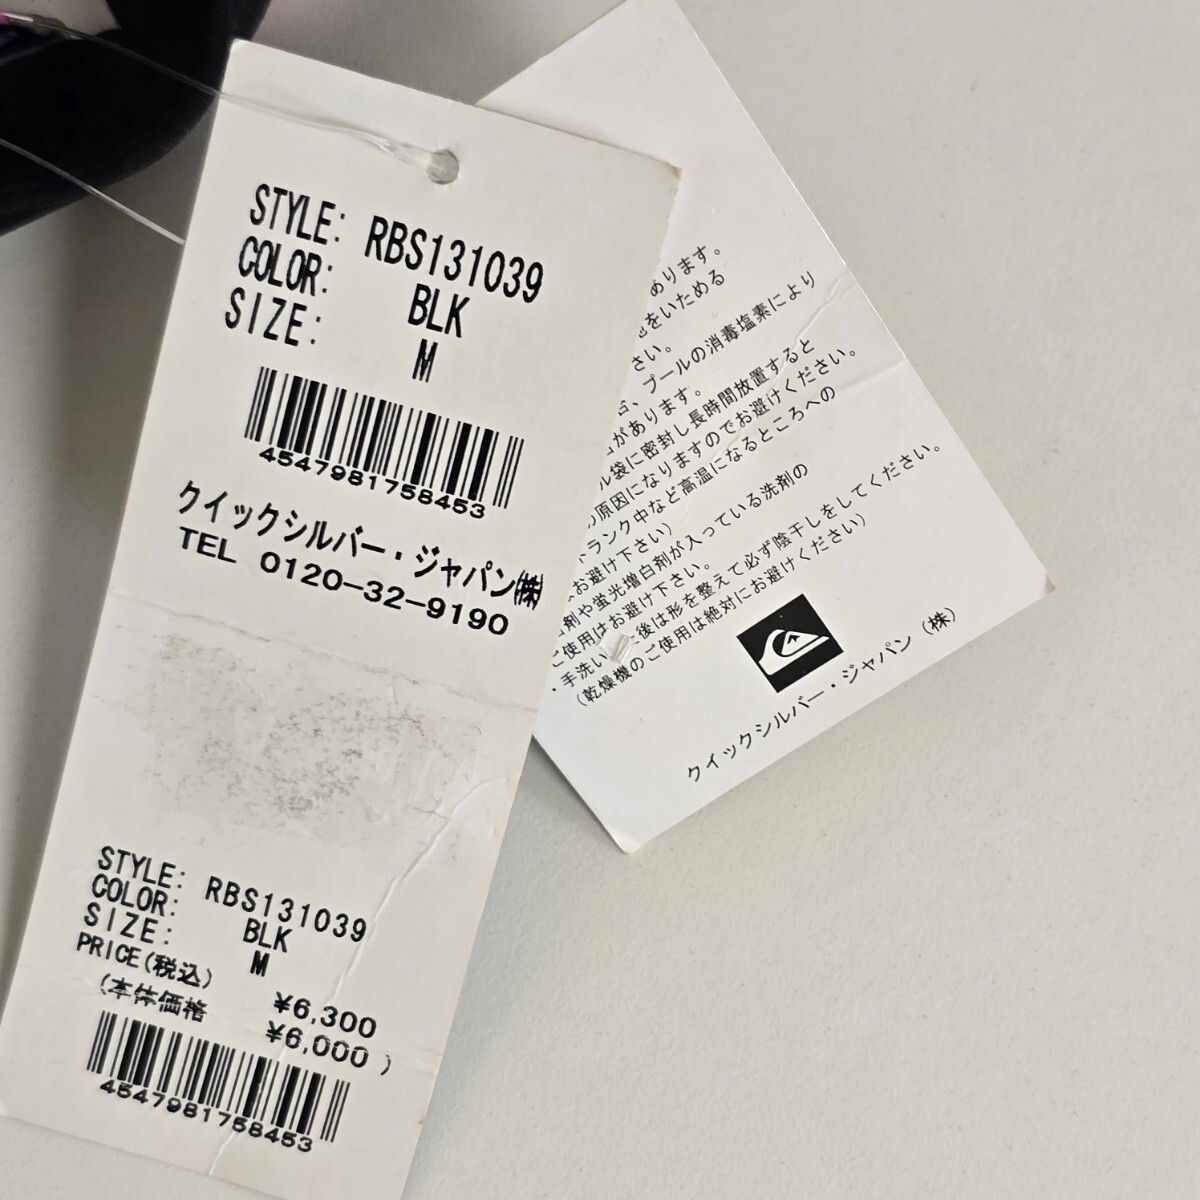 STYLE: RBS131039
COLOR: BLK
SIZE: M
4547981758453
クイックシルバー・ジャパン㈱
TEL 0120-32-9190
STYLE: RBS131039
COLOR: BLK
SIZE: M
PRICE(税込) ¥6,300
(本体価格 ¥6,000 )
4547981758453
あります。
をいためる
さい。
、プールの消毒塩素により
があります。
ル袋に密封し長時間放置すると
の原因になりますのでお避けください。
トランク中など高温になるところへの
お避け下さい)
剤や蛍光増白剤が入っている洗剤の
ご使用はお避け下さい。
・手洗い 後は形を整えて必ず陰干しをしてください。
(乾燥機のご使用は絶対にお避けください)
クイックシルバー・ジャパン (株)